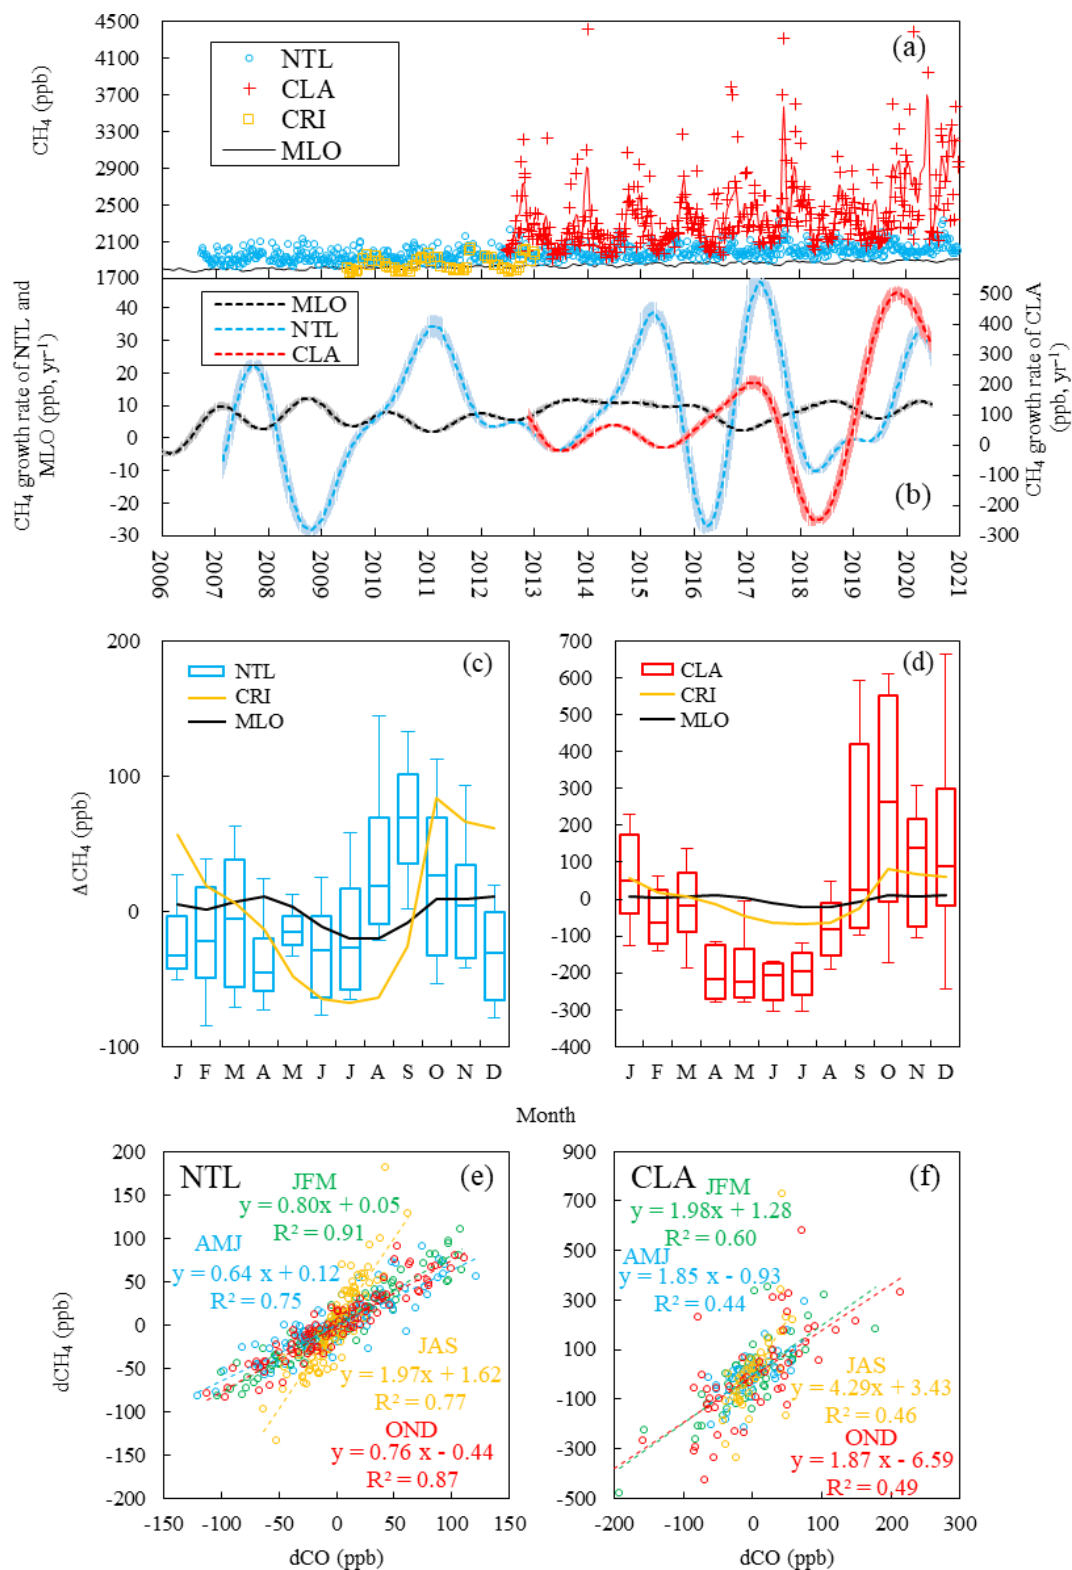 4500
4100
3700
3300
2900
2500
2100
1700
CH₄ (ppb)
NTL
CLA
CRI
MLO
(a)
40
30
20
10
0
-10
-20
-30
CH₄ growth rate of NTL and
MLO (ppb, yr⁻¹)
MLO
NTL
CLA
(b)
500
400
300
200
100
0
-100
-200
-300
CH₄ growth rate of CLA
(ppb, yr⁻¹)
2006 2007 2008 2009 2010 2011 2012 2013 2014 2015 2016 2017 2018 2019 2020 2021
200
100
0
-100
ΔCH₄ (ppb)
NTL
CRI
MLO
(c)
J F M A M J J A S O N D
700
600
500
400
300
200
100
0
-100
-200
-300
-400
CLA
CRI
MLO
(d)
J F M A M J J A S O N D
Month
200
150
100
50
0
-50
-100
-150
-200
dCH₄ (ppb)
NTL
(e)
JFM
y = 0.80x + 0.05
R² = 0.91
AMJ
y = 0.64 x + 0.12
R² = 0.75
JAS
y = 1.97x + 1.62
R² = 0.77
OND
y = 0.76 x - 0.44
R² = 0.87
-150 -100 -50 0 50 100 150
dCO (ppb)
900
700
500
300
100
-100
-300
-500
CLA
(f)
JFM
y = 1.98x + 1.28
R² = 0.60
AMJ
y = 1.85 x - 0.93
R² = 0.44
JAS
y = 4.29x + 3.43
R² = 0.46
OND
y = 1.87 x - 6.59
R² = 0.49
-200 -100 0 100 200 300
dCO (ppb)